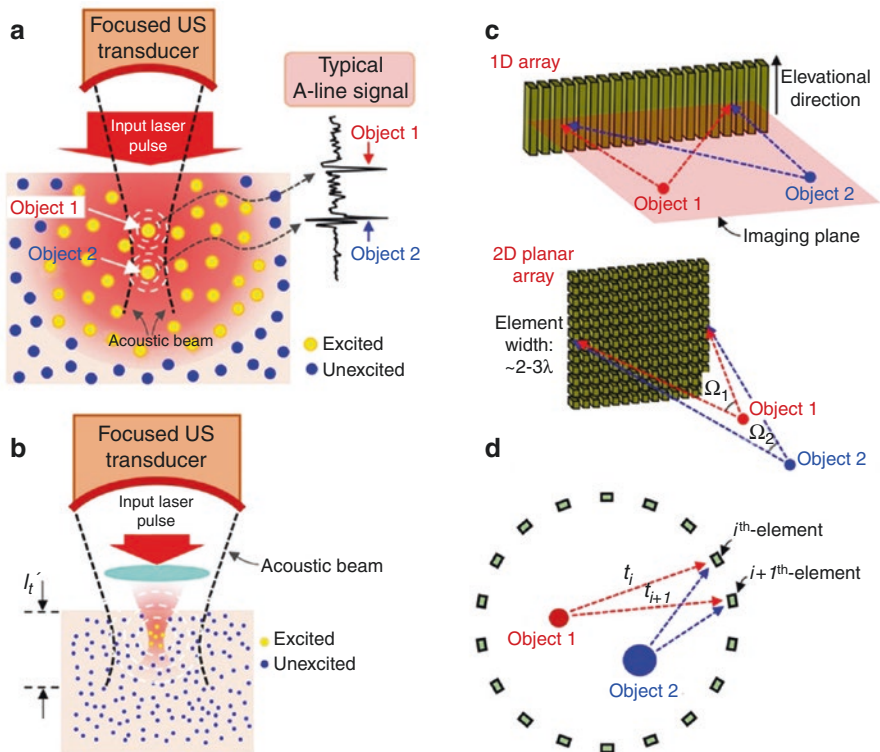 a
Focused US
transducer
Typical
A-line signal
Input laser
pulse
Object 1
Object 1
Object 2
Object 2
Acoustic beam
Excited
Unexcited
b
Focused US
transducer
Input laser
pulse
Acoustic beam
lt´
Excited
Unexcited
c
1D array
Elevational
direction
Object 1
Object 2
Imaging plane
2D planar
array
Element
width:
~2-3λ
Ω1
Object 1
Ω2
Object 2
d
ith-element
ti
ti+1
i+1th-element
Object 1
Object 2